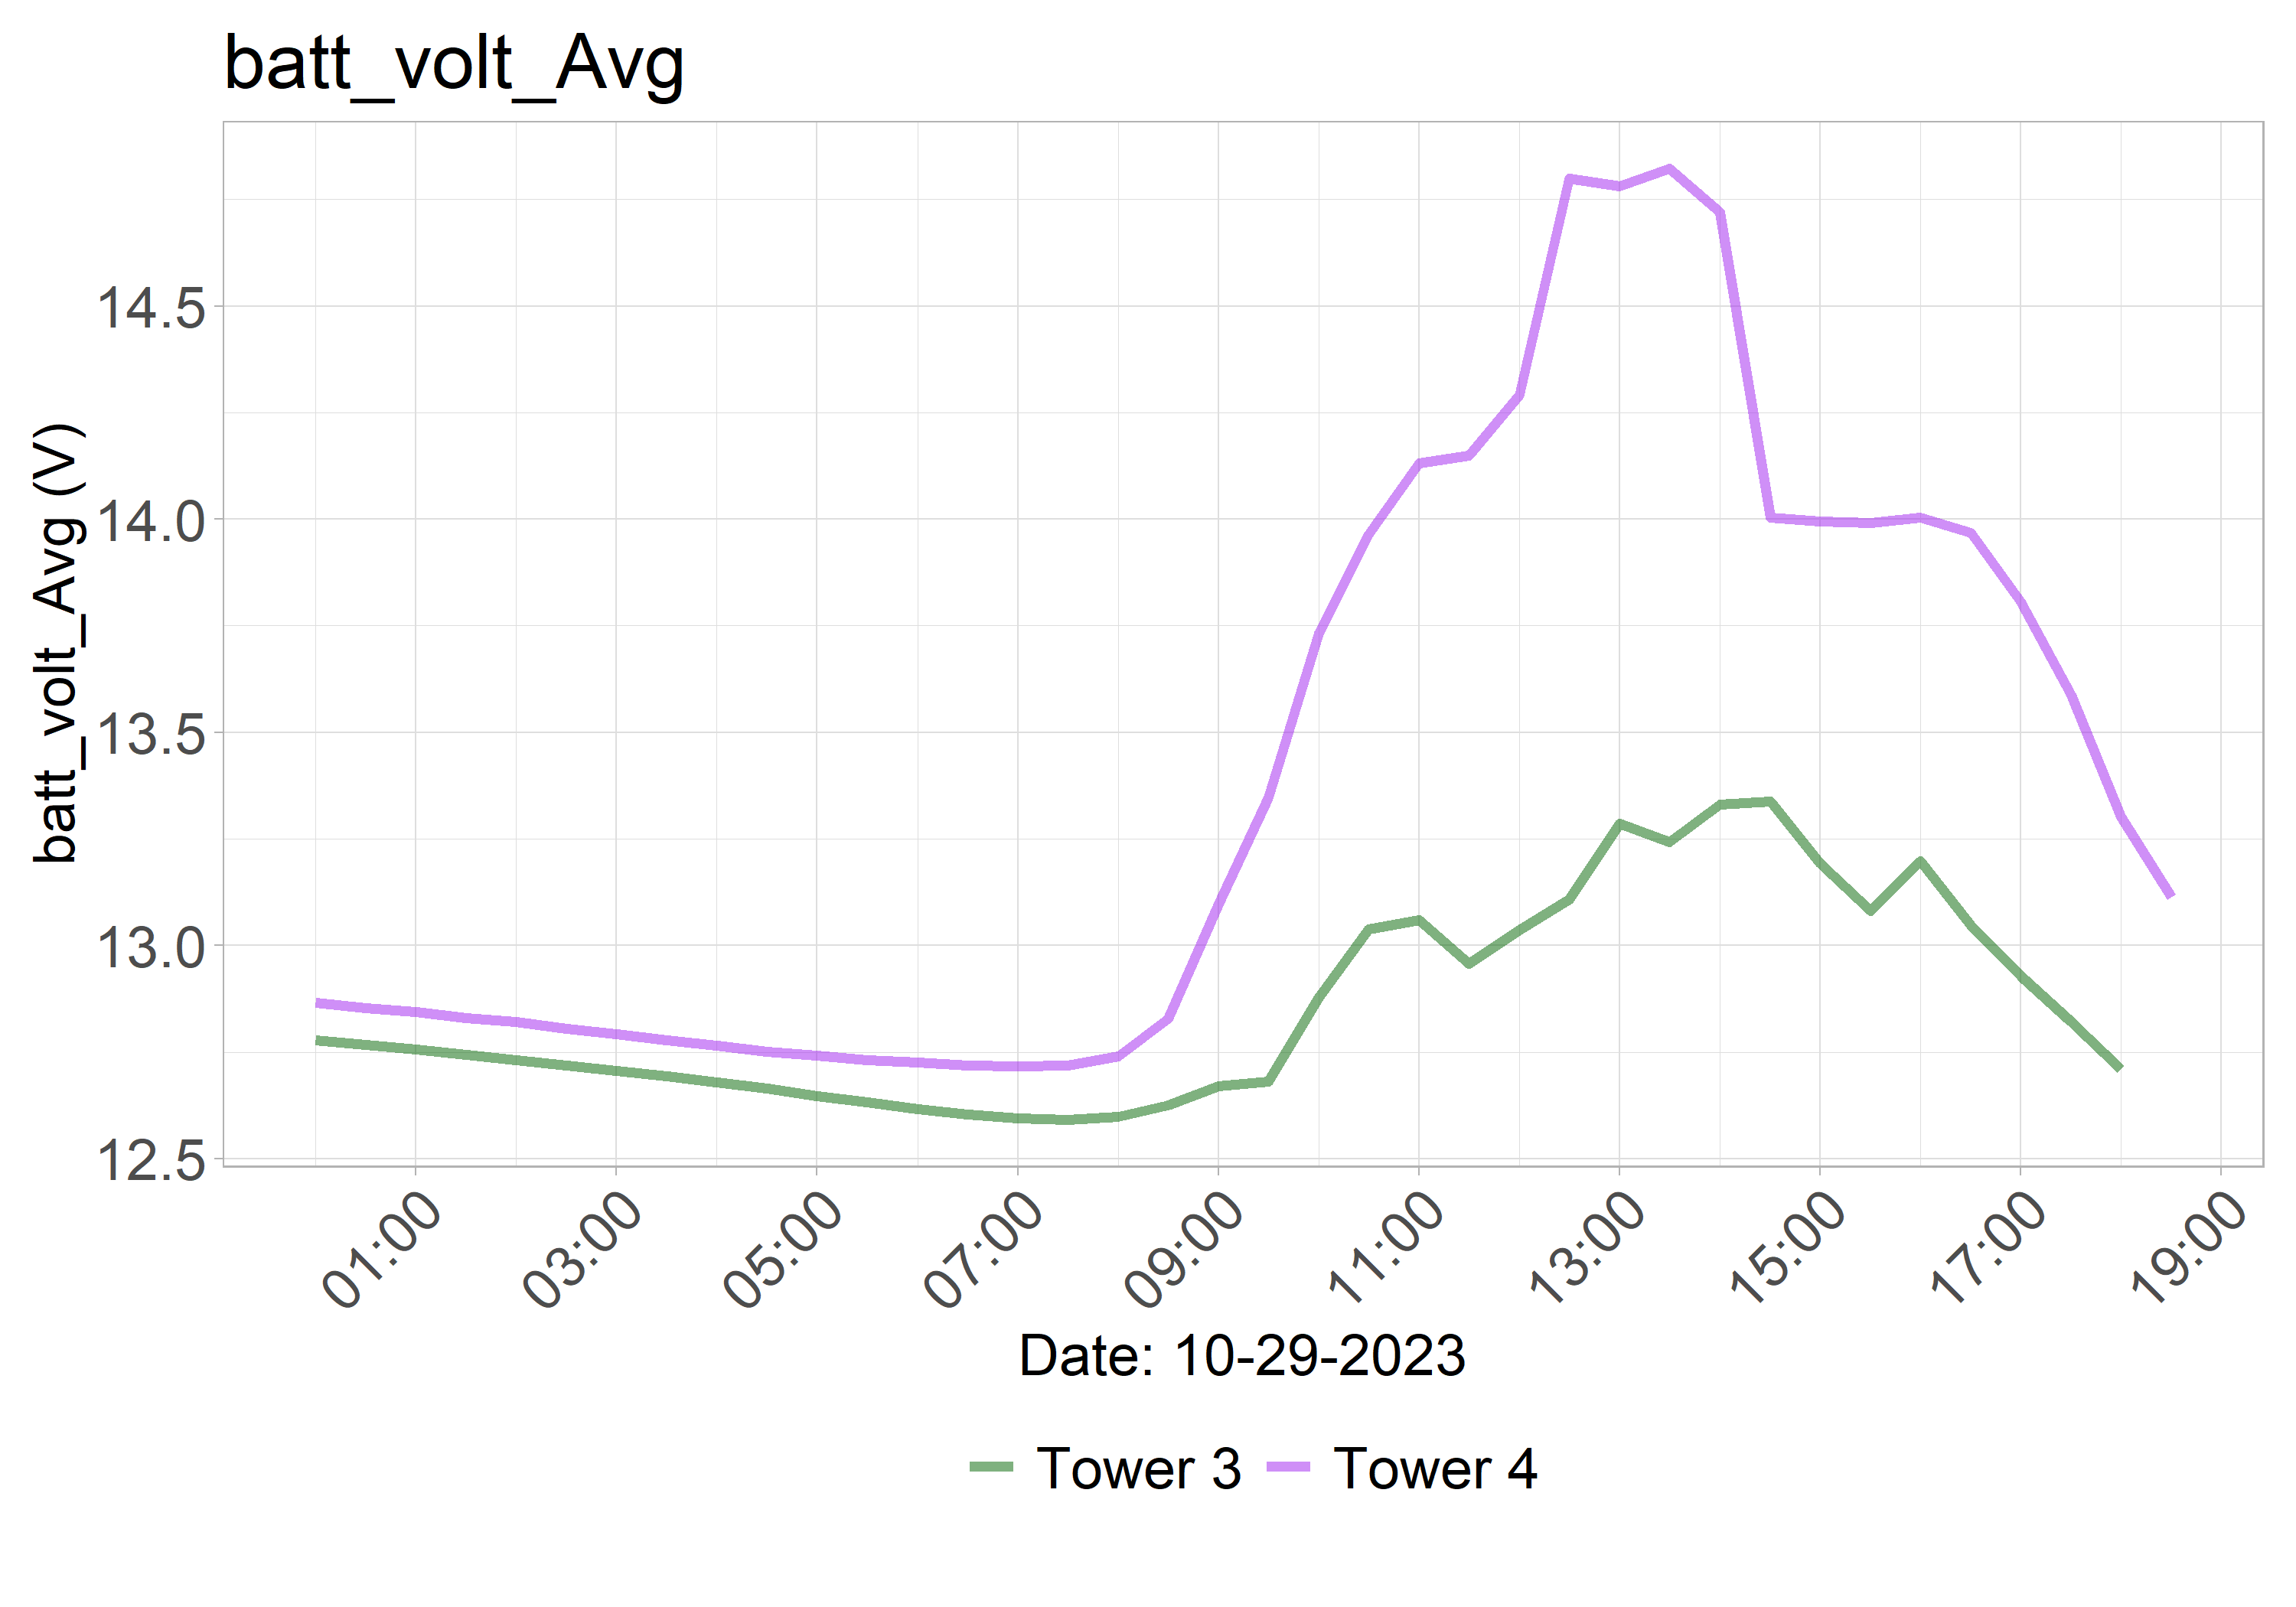 batt_volt_Avg
batt_volt_Avg (V)
14.5
14.0
13.5
13.0
12.5
01:00 03:00 05:00 07:00 09:00 11:00 13:00 15:00 17:00 19:00
Date: 10-29-2023
Tower 3 Tower 4